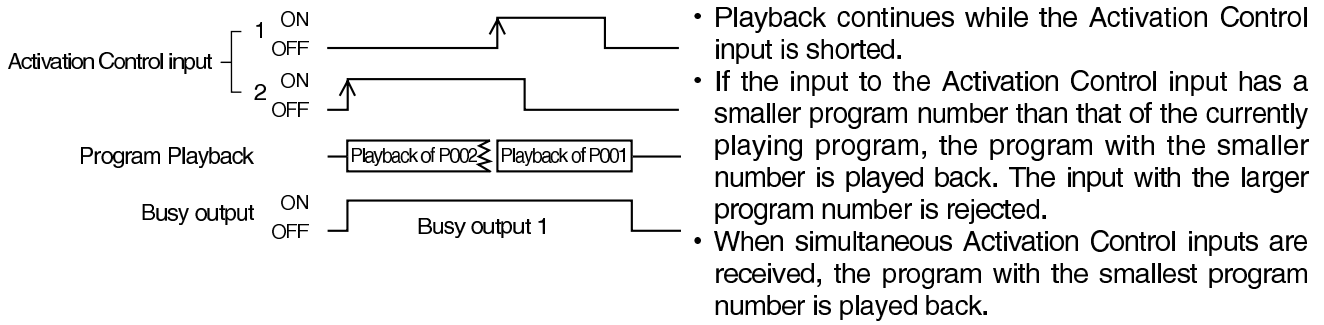 ON
1
OFF
Activation Control input
ON
2
OFF
Program Playback
Playback of P002
Playback of P001
Busy output
ON
OFF
Busy output 1
• Playback continues while the Activation Control
input is shorted.
• If the input to the Activation Control input has a
smaller program number than that of the currently
playing program, the program with the smaller
number is played back. The input with the larger
program number is rejected.
• When simultaneous Activation Control inputs are
received, the program with the smallest program
number is played back.